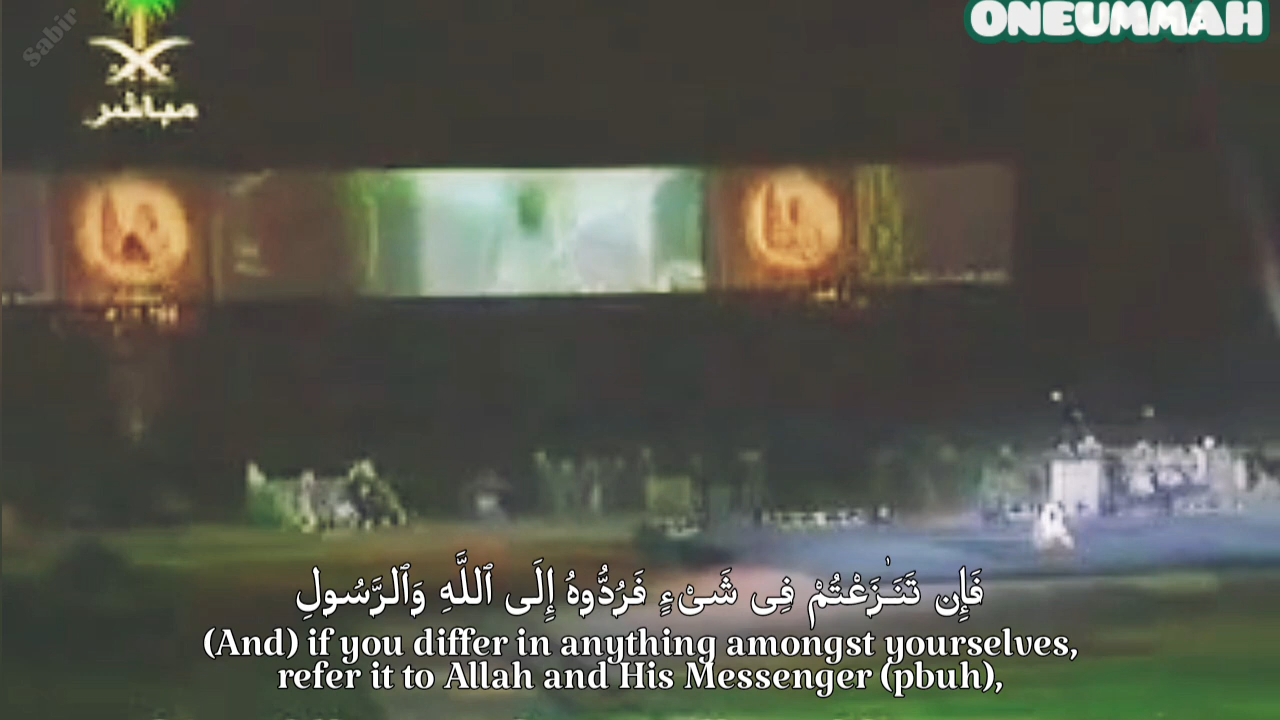 Sabir
ONEUMMAH
مباشر
فَإِن تَنَـٰزَعْتُمْ فِى شَىْءٍ فَرُدُّوهُ إِلَى ٱللَّهِ وَٱلرَّسُولِ
(And) if you differ in anything amongst yourselves,
refer it to Allah and His Messenger (pbuh),